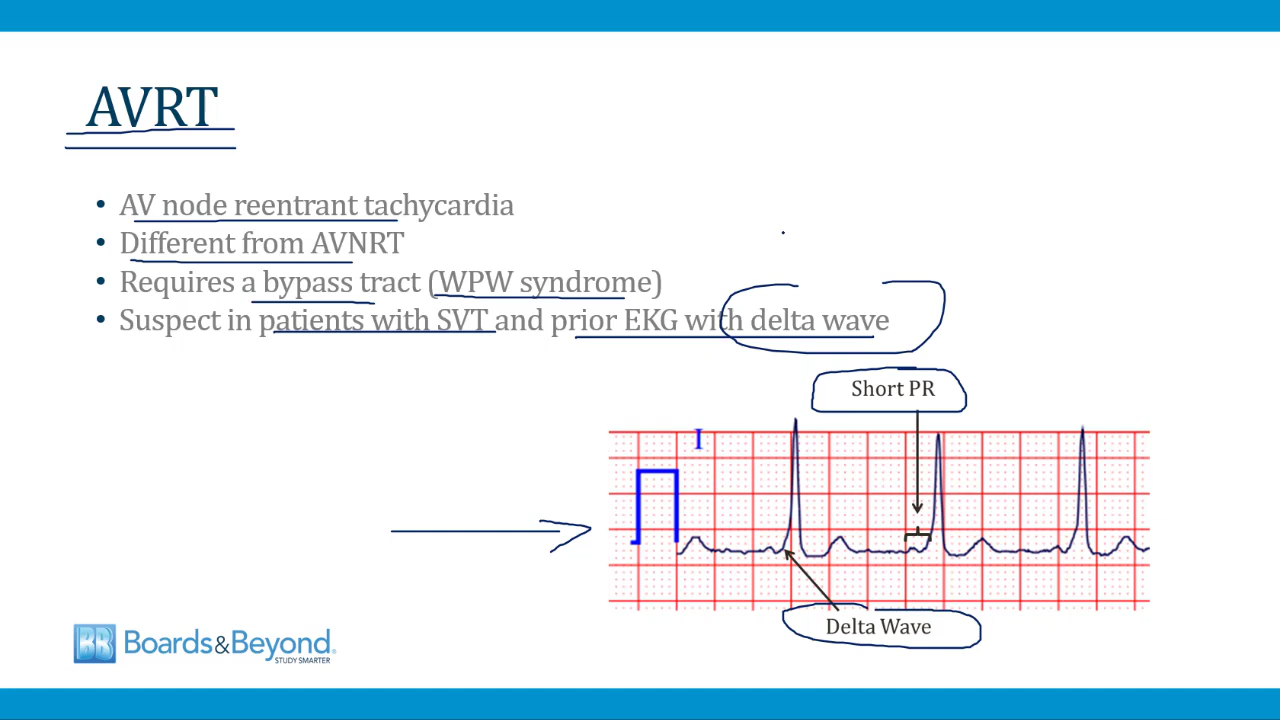 AVRT
• AV node reentrant tachycardia
• Different from AVNRT
• Requires a bypass tract (WPW syndrome)
• Suspect in patients with SVT and prior EKG with delta wave
Short PR
I
Delta Wave
BB Boards&Beyond.
STUDY SMARTER